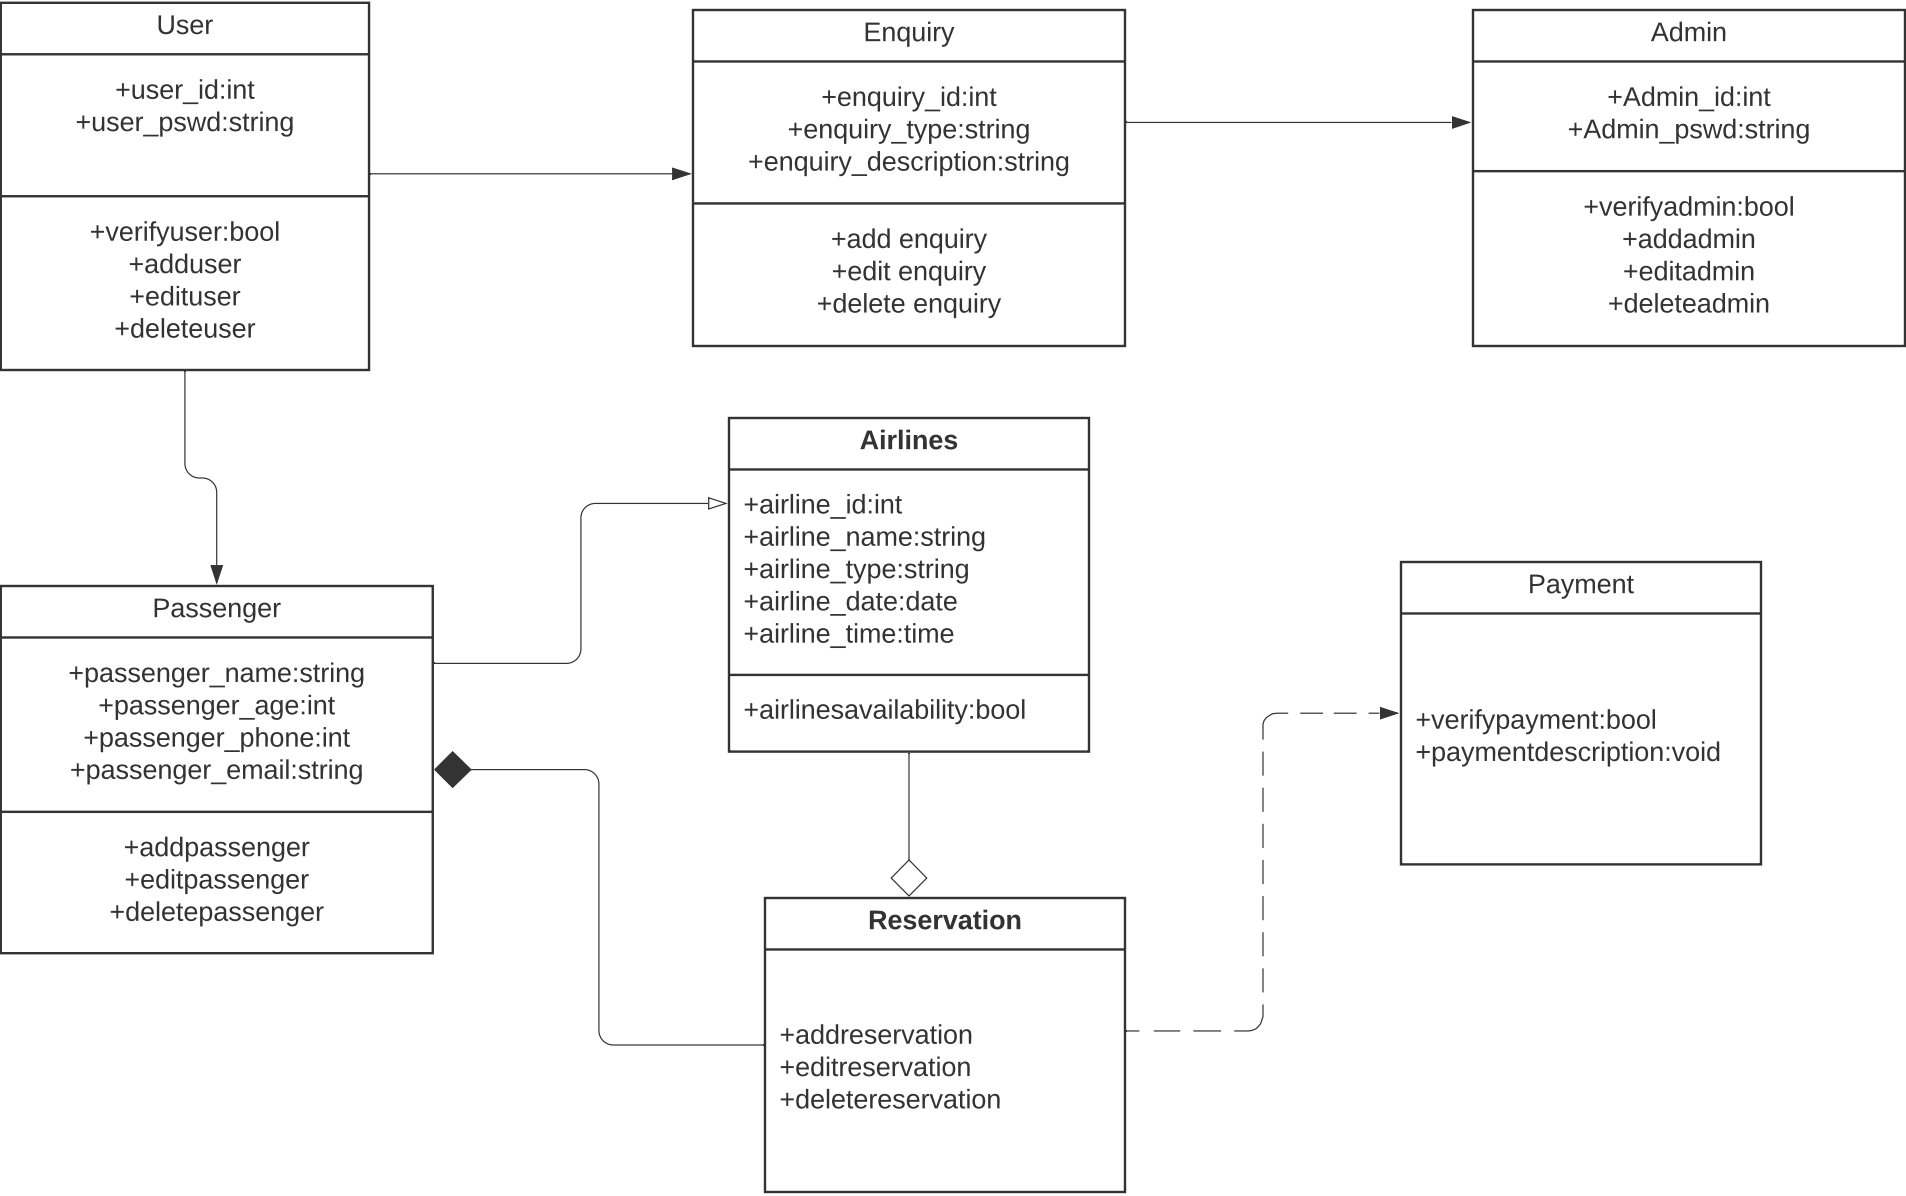 User
+user_id:int
+user_pswd:string
+verifyuser:bool
+adduser
+edituser
+deleteuser
Enquiry
+enquiry_id:int
+enquiry_type:string
+enquiry_description:string
+add enquiry
+edit enquiry
+delete enquiry
Admin
+Admin_id:int
+Admin_pswd:string
+verifyadmin:bool
+addadmin
+editadmin
+deleteadmin
Airlines
+airline_id:int
+airline_name:string
+airline_type:string
+airline_date:date
+airline_time:time
+airlinesavailability:bool
Passenger
+passenger_name:string
+passenger_age:int
+passenger_phone:int
+passenger_email:string
+addpassenger
+editpassenger
+deletepassenger
Payment
+verifypayment:bool
+paymentdescription:void
Reservation
+addreservation
+editreservation
+deletereservation